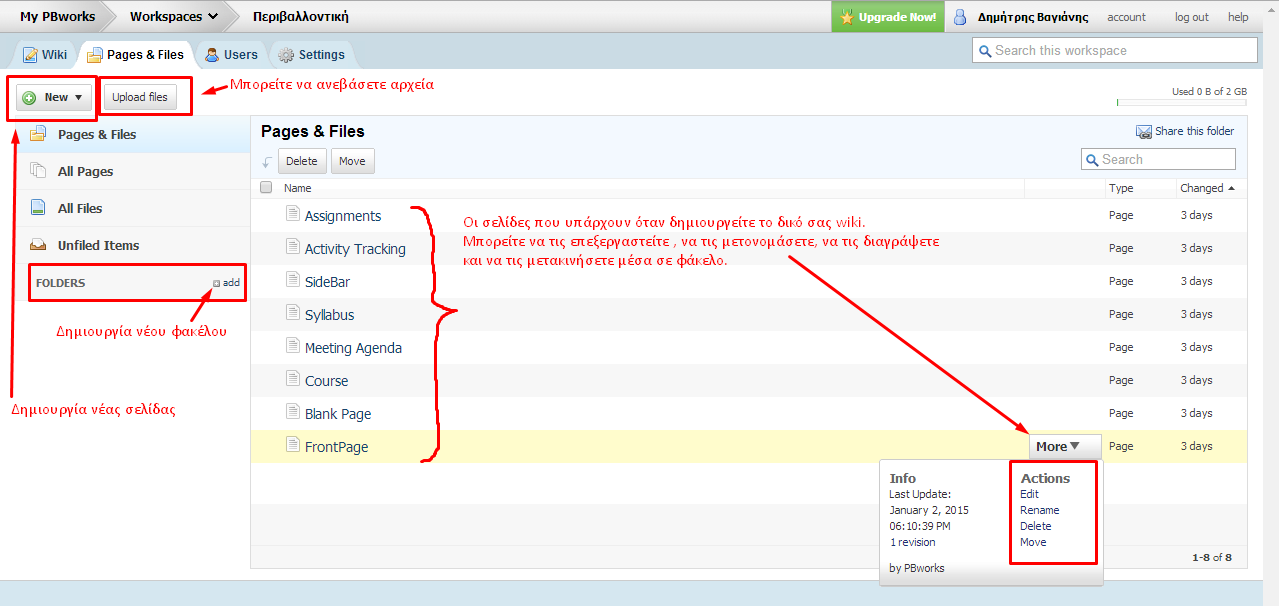 My PBworks Workspaces Περιβαλλοντική Upgrade Now! Δημήτρης Βαγιάνης account log out help
Wiki Pages & Files Users Settings Search this workspace
New Upload files Μπορείτε να ανεβάσετε αρχεία Used 0 B of 2 GB
Pages & Files
All Pages
All Files
Unfiled Items
FOLDERS add
Δημιουργία νέου φακέλου
Δημιουργία νέας σελίδας
Pages & Files Share this folder
Delete Move Search
Name Type Changed
Assignments Page 3 days
Activity Tracking Page 3 days
SideBar Page 3 days
Syllabus Page 3 days
Meeting Agenda Page 3 days
Course Page 3 days
Blank Page Page 3 days
FrontPage More Page 3 days
Οι σελίδες που υπάρχουν όταν δημιουργείτε το δικό σας wiki.
Μπορείτε να τις επεξεργαστείτε , να τις μετονομάσετε, να τις διαγράψετε
και να τις μετακινήσετε μέσα σε φάκελο.
Info
Last Update:
January 2, 2015
06:10:39 PM
1 revision
by PBworks
Actions
Edit
Rename
Delete
Move
1-8 of 8